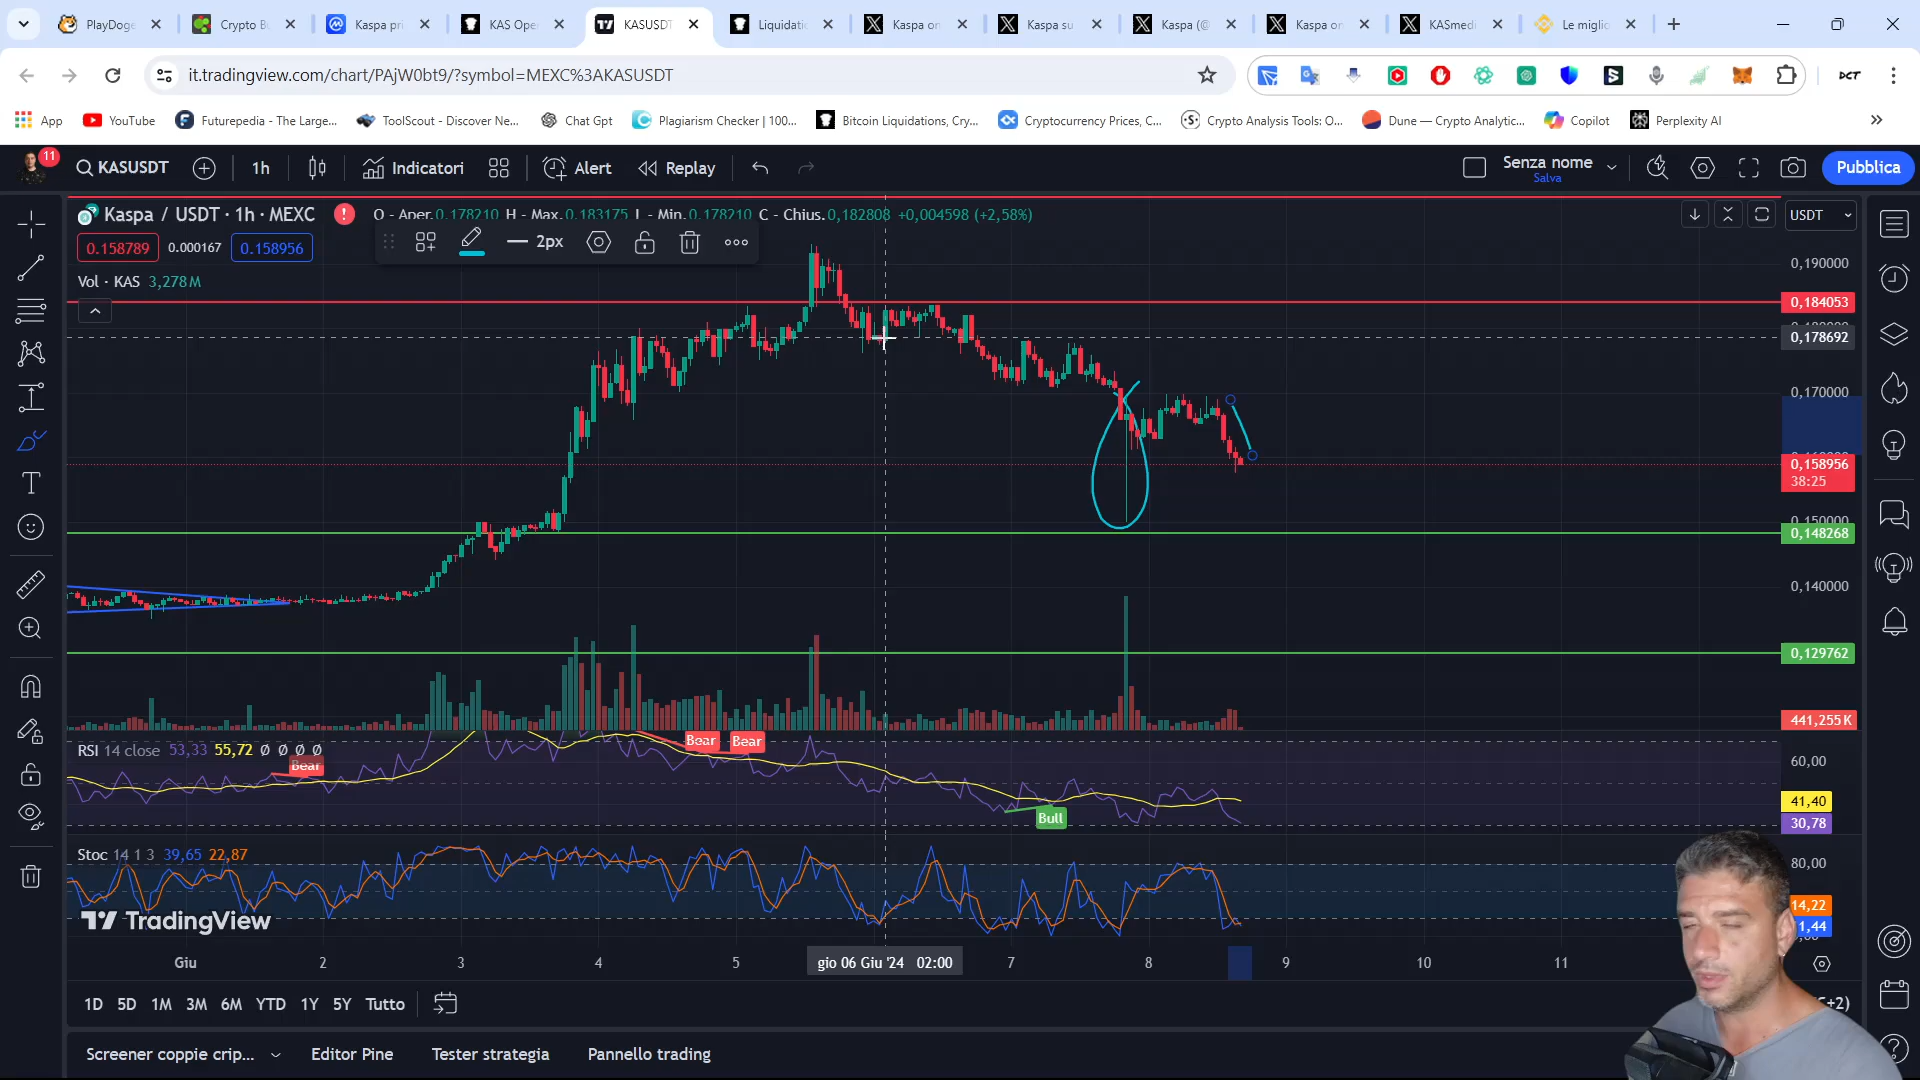 PlayDoge
Crypto B
Kaspa pri
KAS Ope
KASUSDT
Liquidatio
Kaspa on
Kaspa su
Kaspa (@
Kaspa on
KASmedi
Le miglio
it.tradingview.com/chart/PAjW0bt9/?symbol=MEXC%3AKASUSDT
App
YouTube
Futurepedia - The Large...
ToolScout - Discover Ne...
Chat Gpt
Plagiarism Checker | 100...
Bitcoin Liquidations, Cry...
Cryptocurrency Prices, C...
Crypto Analysis Tools: O...
Dune — Crypto Analytic...
Copilot
Perplexity AI
11
KASUSDT
1h
Indicatori
Alert
Replay
Senza nome
Salva
Pubblica
Kaspa / USDT · 1h · MEXC
O - Aper. 0,178210 H - Max. 0,183175 L - Min. 0,178210 C - Chius. 0,182808 +0,004598 (+2,58%)
USDT
0.158789
0.000167
0.158956
2px
Vol · KAS 3,278M
0,190000
0,184053
0,178692
0,170000
0,158956
38:25
0,150000
0,148268
0,140000
0,129762
441,255K
RSI 14 close 53,33 55,72 Ø Ø Ø Ø
Bear
Bear
Bear
Bull
60,00
41,40
30,78
Stoc 14 1 3 39,65 22,87
80,00
14,22
1,44
TradingView
Giu
2
3
4
5
gio 06 Giu '24 02:00
7
8
9
10
11
1D
5D
1M
3M
6M
YTD
1Y
5Y
Tutto
+2)
Screener coppie crip...
Editor Pine
Tester strategia
Pannello trading